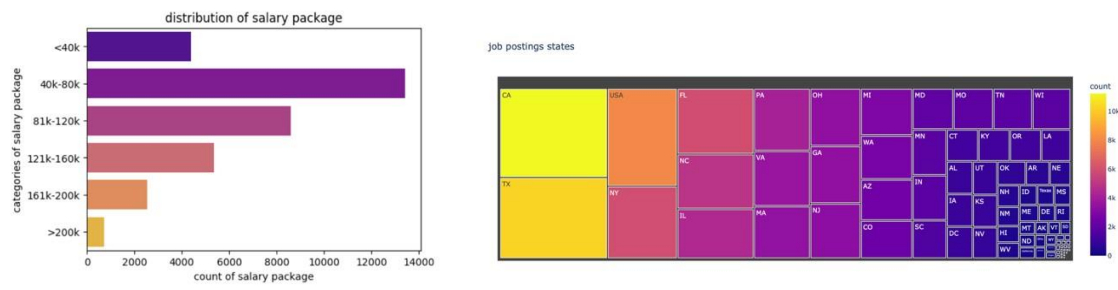 distribution of salary package
<40k
40k-80k
81k-120k
121k-160k
161k-200k
>200k
categories of salary package
0 2000 4000 6000 8000 10000 12000 14000
count of salary package
job postings states
CA
TX
USA
NY
FL
NC
IL
PA
VA
MA
OH
GA
NJ
MI
WA
AZ
CO
MD
MO
TN
WI
MN
IN
SC
CT
KY
OR
LA
AL
UT
IA
KS
DC
NV
OK
AR
NE
NH
ID
Texas
MS
NM
ME
DE
RI
HI
WV
MT
AK
VT
SD
ND
count
10k
8k
6k
4k
2k
0